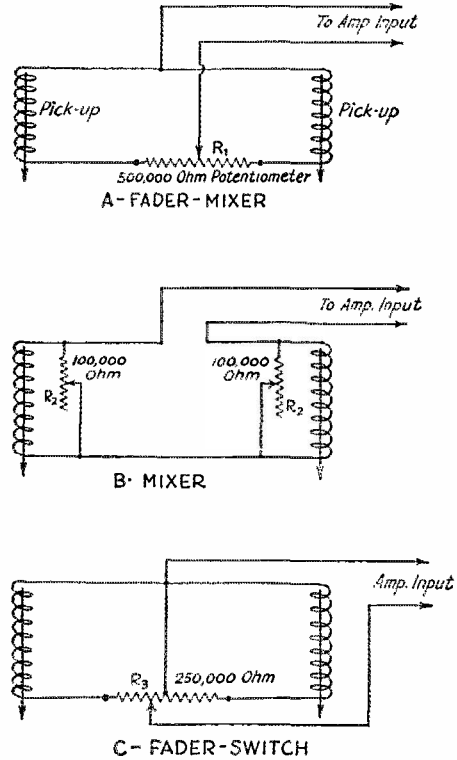 To Amp Input
Pick-up
Pick-up
R1
500,000 Ohm Potentiometer
A-FADER-MIXER
To Amp. Input
100,000
Ohm
100,000
Ohm
R2
R2
B· MIXER
Amp. Input
R3
250,000 Ohm
C- FADER-SWITCH